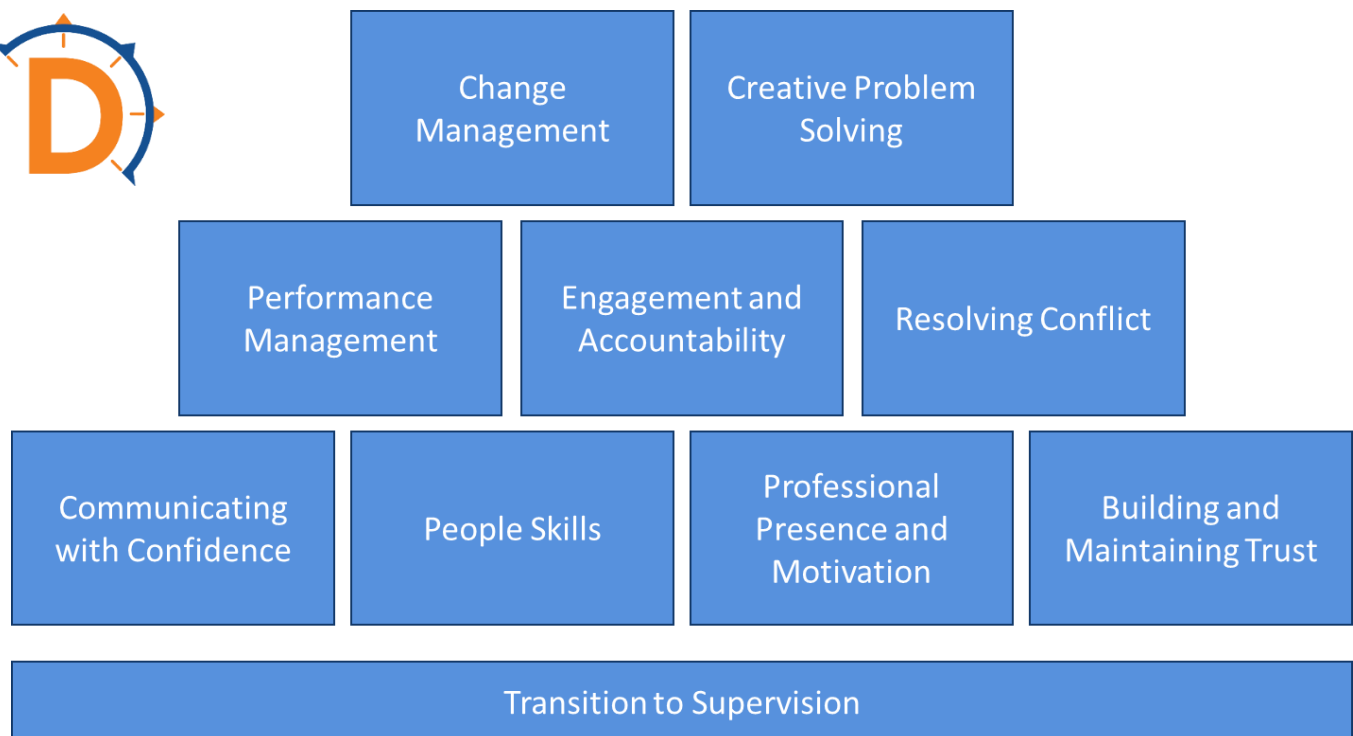 D
Change
Management
Creative Problem
Solving
Performance
Management
Engagement and
Accountability
Resolving Conflict
Communicating
with Confidence
People Skills
Professional
Presence and
Motivation
Building and
Maintaining Trust
Transition to Supervision